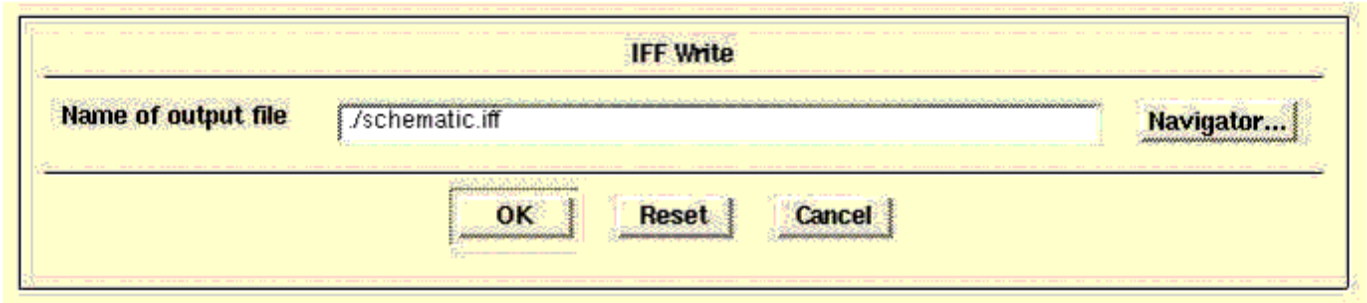 IFF Write
Name of output file ./schematic.iff Navigator...
OK Reset Cancel